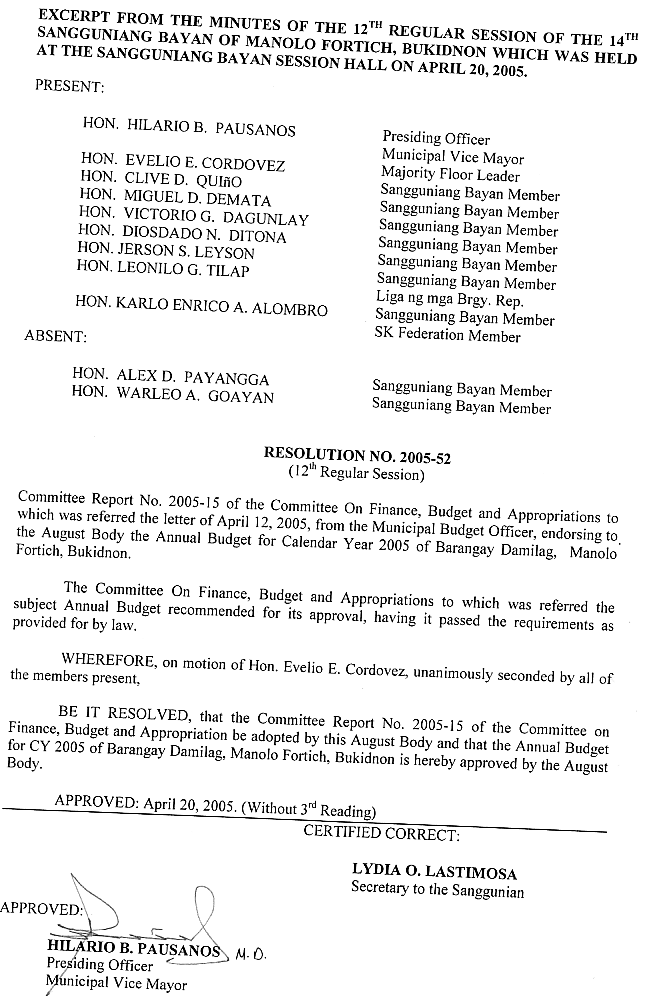 EXCERPT FROM THE MINUTES OF THE 12TH REGULAR SESSION OF THE 14TH
SANGGUNIANG BAYAN OF MANOLO FORTICH, BUKIDNON WHICH WAS HELD
AT THE SANGGUNIANG BAYAN SESSION HALL ON APRIL 20, 2005.
PRESENT:
HON. HILARIO B. PAUSANOS Presiding Officer
Municipal Vice Mayor
HON. EVELIO E. CORDOVEZ Majority Floor Leader
HON. CLIVE D. QUIñO Sangguniang Bayan Member
HON. MIGUEL D. DEMATA Sangguniang Bayan Member
HON. VICTORIO G. DAGUNLAY Sangguniang Bayan Member
HON. DIOSDADO N. DITONA Sangguniang Bayan Member
HON. JERSON S. LEYSON Sangguniang Bayan Member
HON. LEONILO G. TILAP Sangguniang Bayan Member
Liga ng mga Brgy. Rep.
HON. KARLO ENRICO A. ALOMBRO Sangguniang Bayan Member
SK Federation Member
ABSENT:
HON. ALEX D. PAYANGGA Sangguniang Bayan Member
HON. WARLEO A. GOAYAN Sangguniang Bayan Member
RESOLUTION NO. 2005-52
(12th Regular Session)
Committee Report No. 2005-15 of the Committee On Finance, Budget and Appropriations to
which was referred the letter of April 12, 2005, from the Municipal Budget Officer, endorsing to
the August Body the Annual Budget for Calendar Year 2005 of Barangay Damilag, Manolo
Fortich, Bukidnon.
The Committee On Finance, Budget and Appropriations to which was referred the
subject Annual Budget recommended for its approval, having it passed the requirements as
provided for by law.
WHEREFORE, on motion of Hon. Evelio E. Cordovez, unanimously seconded by all of
the members present,
BE IT RESOLVED, that the Committee Report No. 2005-15 of the Committee on
Finance, Budget and Appropriation be adopted by this August Body and that the Annual Budget
for CY 2005 of Barangay Damilag, Manolo Fortich, Bukidnon is hereby approved by the August
Body.
APPROVED: April 20, 2005. (Without 3rd Reading)
CERTIFIED CORRECT:
LYDIA O. LASTIMOSA
Secretary to the Sanggunian
APPROVED:
HILARIO B. PAUSANOS M.D.
Presiding Officer
Municipal Vice Mayor